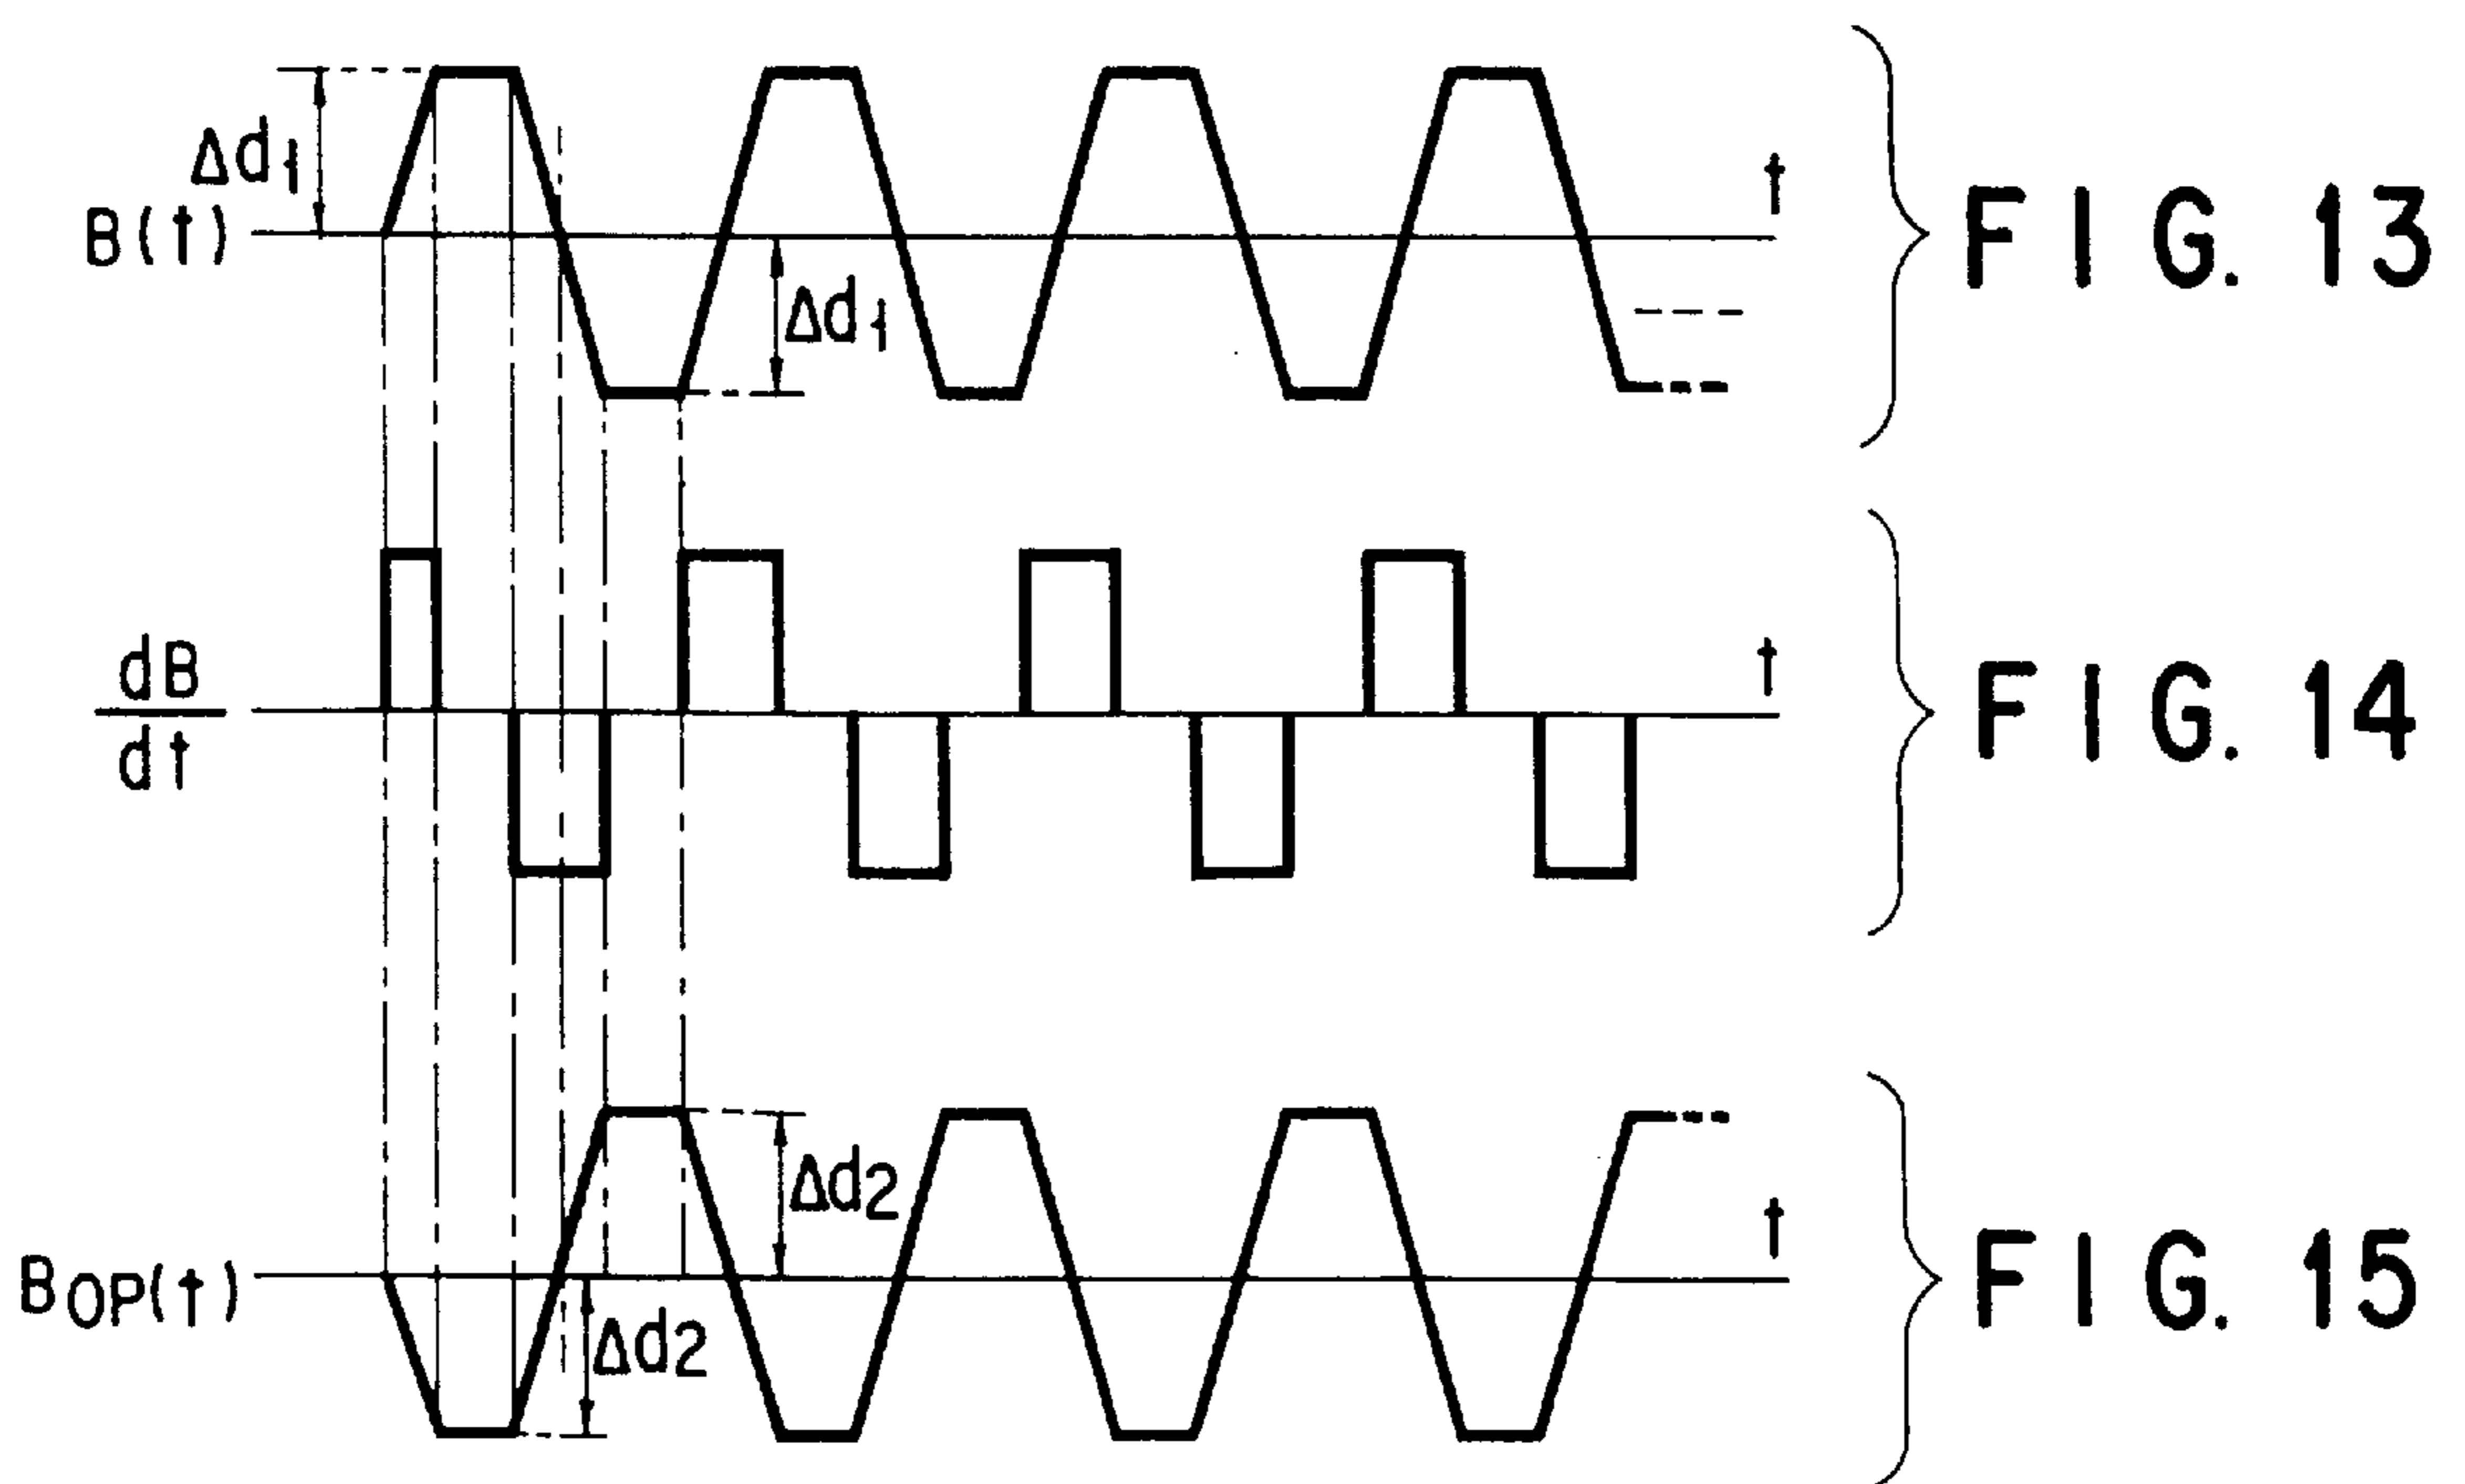 Δd1
B(t)
t
Δd1
FIG. 13
dB
dt
t
FIG. 14
Δd2
BOP(t)
t
Δd2
FIG. 15